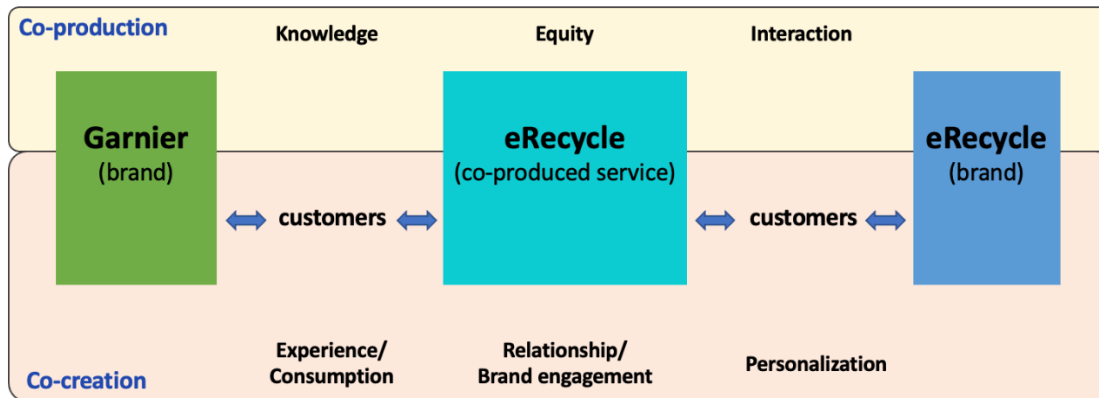 Co-production
Knowledge
Equity
Interaction
Garnier
(brand)
eRecycle
(co-produced service)
eRecycle
(brand)
customers
customers
Experience/
Consumption
Relationship/
Brand engagement
Personalization
Co-creation